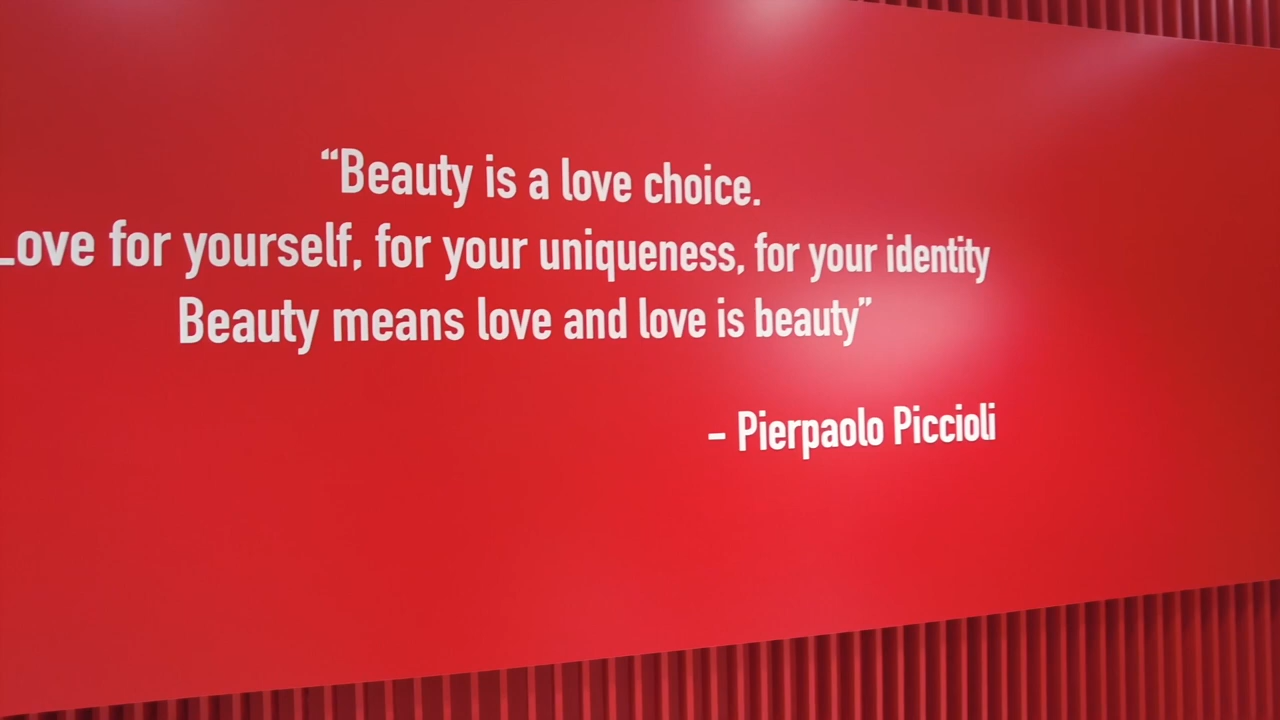 “Beauty is a love choice.
Love for yourself, for your uniqueness, for your identity
Beauty means love and love is beauty”
– Pierpaolo Piccioli